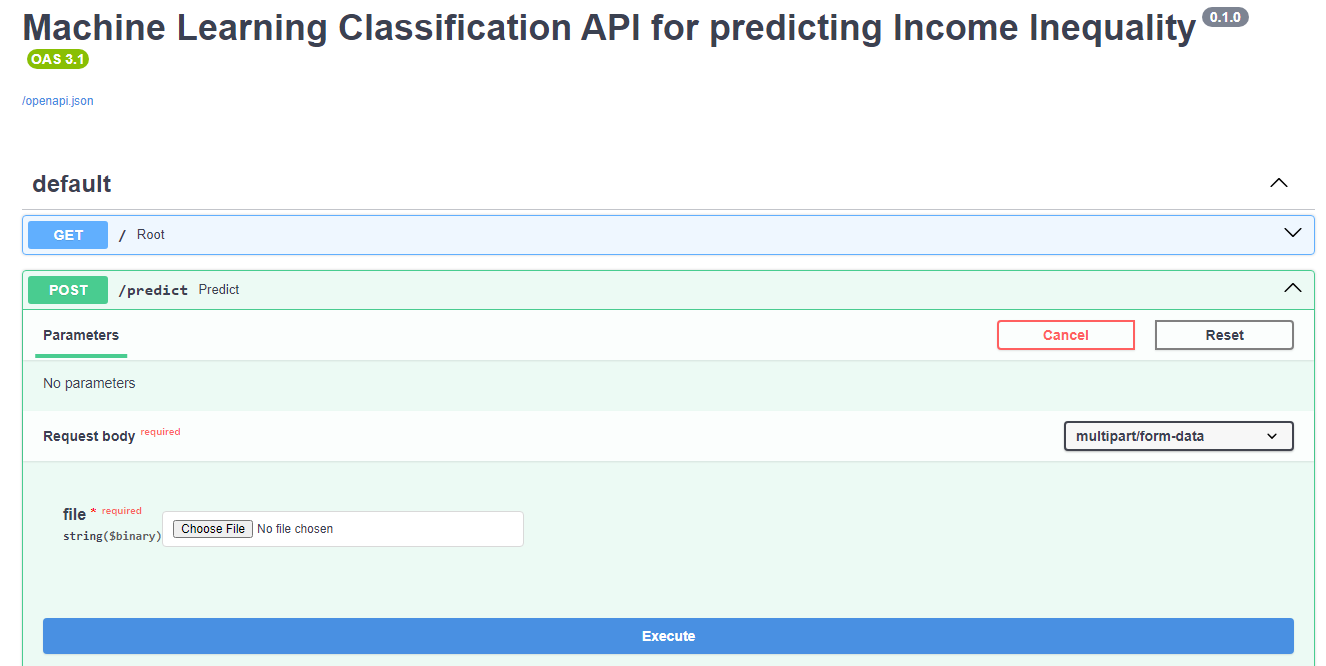 Machine Learning Classification API for predicting Income Inequality 0.1.0
OAS 3.1
/openapi.json
default
GET / Root
POST /predict Predict
Parameters Cancel Reset
No parameters
Request body required multipart/form-data
file * required
string($binary) Choose File No file chosen
Execute